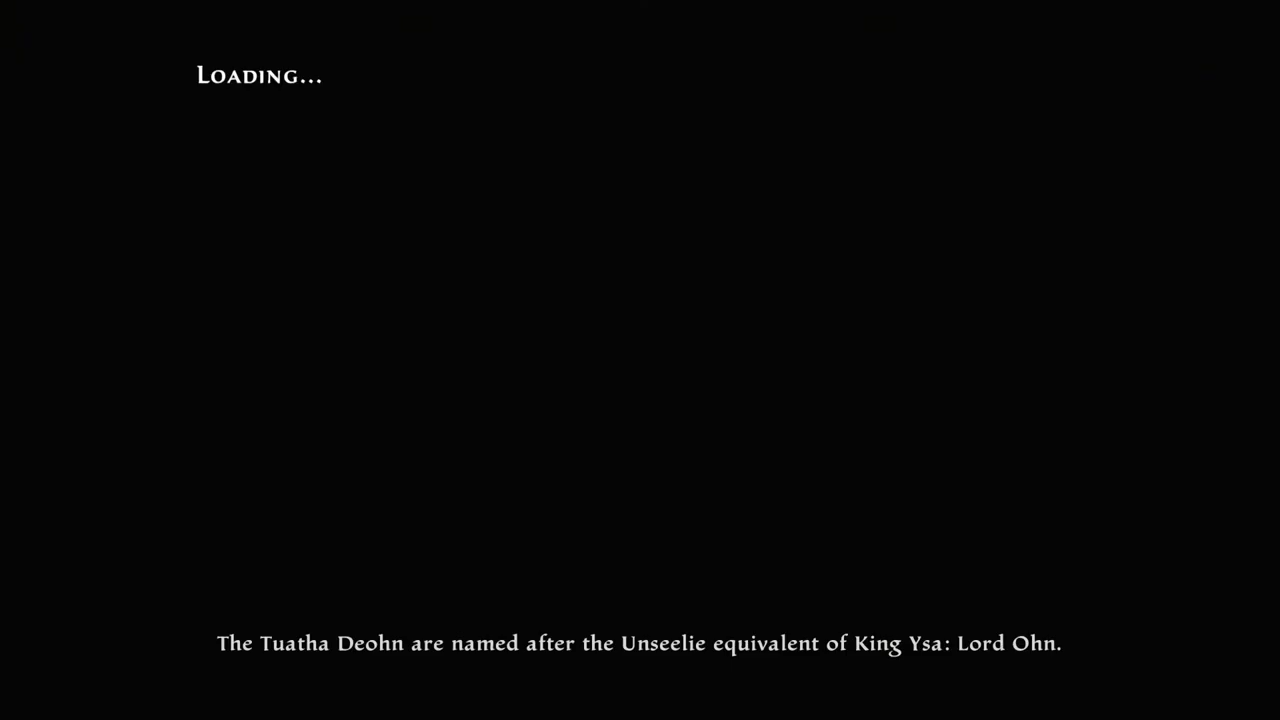 Loading...
The Tuatha Deohn are named after the Unseelie equivalent of King Ysa: Lord Ohn.